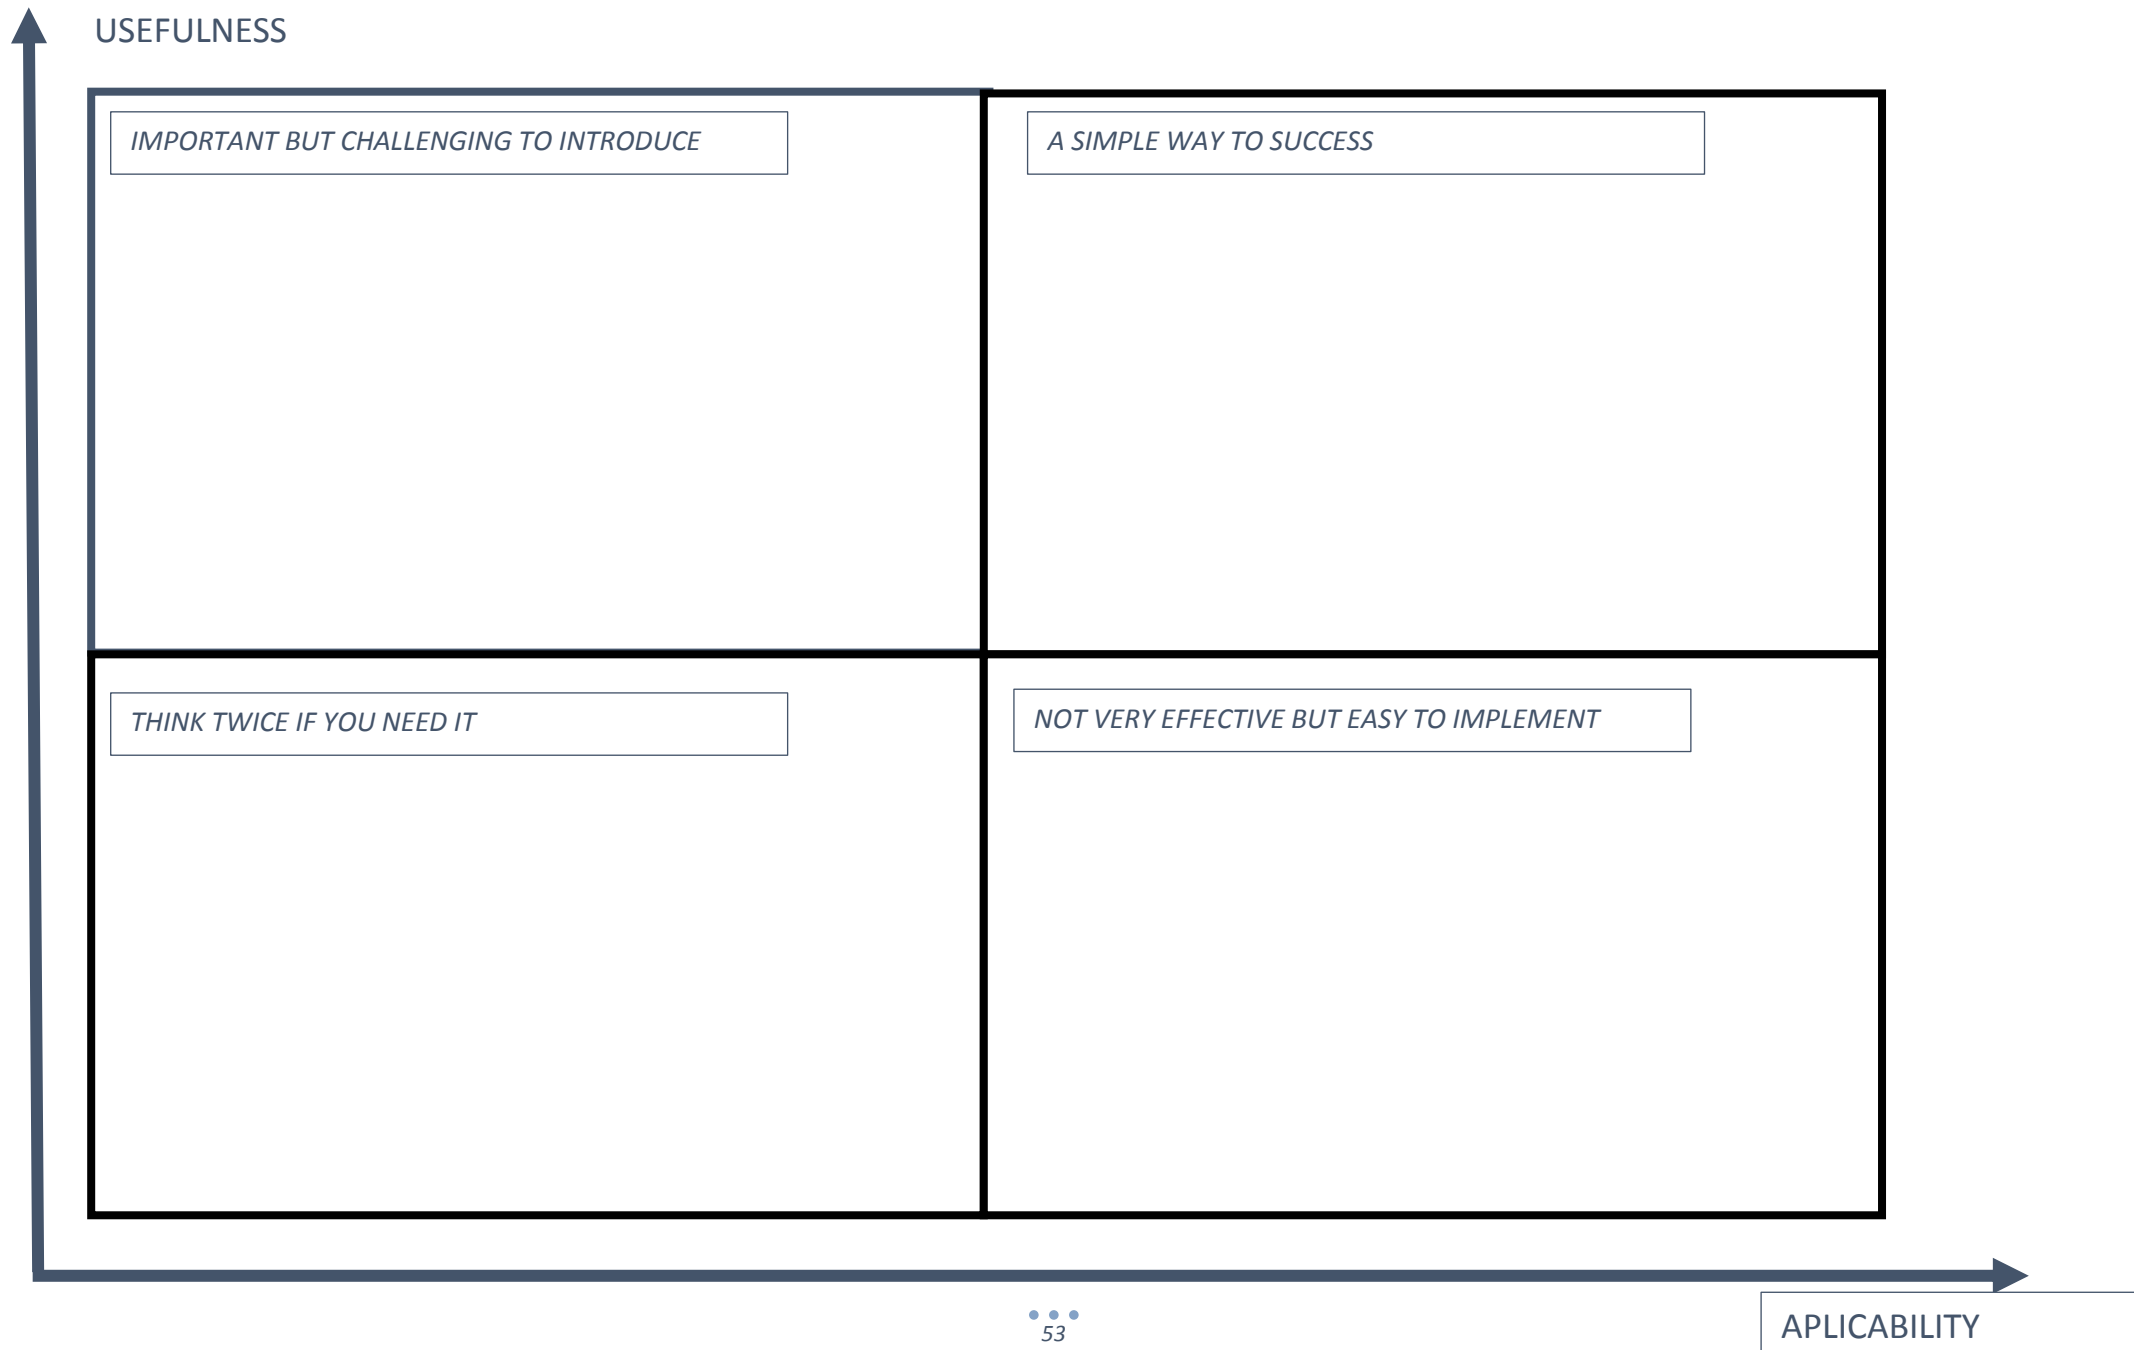 USEFULNESS
IMPORTANT BUT CHALLENGING TO INTRODUCE
A SIMPLE WAY TO SUCCESS
THINK TWICE IF YOU NEED IT
NOT VERY EFFECTIVE BUT EASY TO IMPLEMENT
53
APLICABILITY